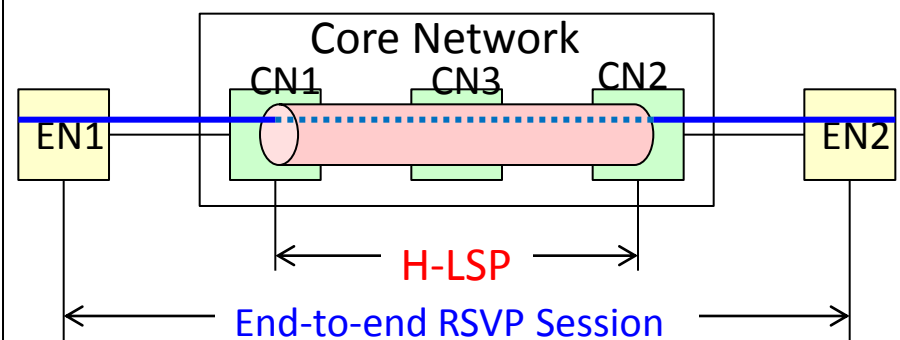 Core Network
CN1 CN3 CN2
EN1 EN2
H-LSP
End-to-end RSVP Session